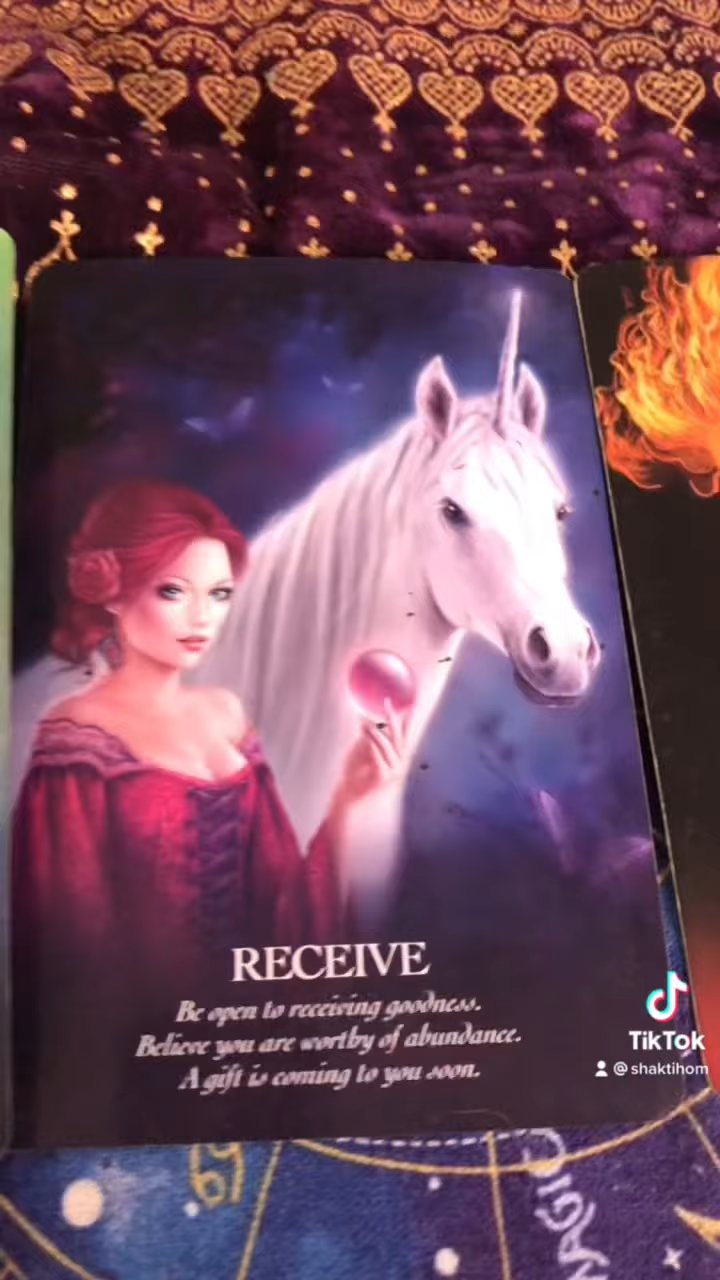 RECEIVE
Be open to receiving goodness.
Believe you are worthy of abundance.
A gift is coming to you soon.
TikTok
@shaktihom